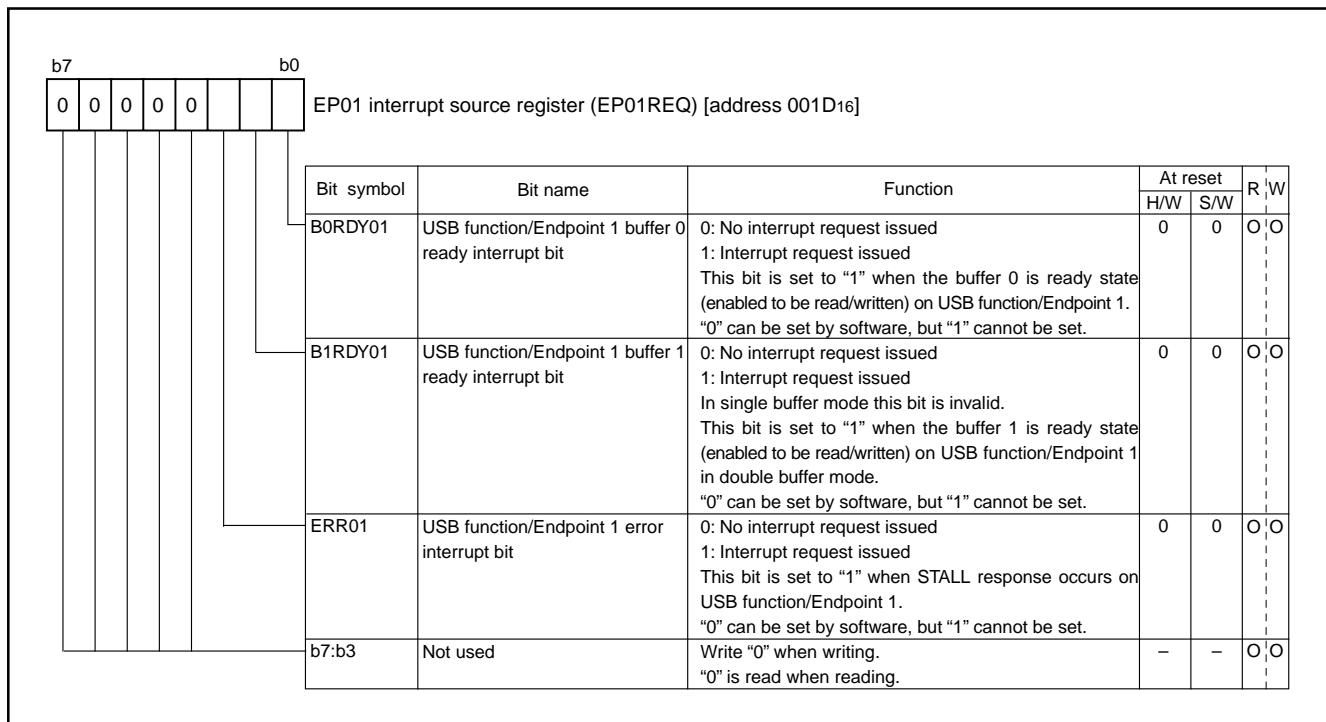 b7 b0
0 0 0 0 0 EP01 interrupt source register (EP01REQ) [address 001D16]
Bit symbol Bit name Function At reset R W
H/W S/W
B0RDY01 USB function/Endpoint 1 buffer 0 0: No interrupt request issued 0 0 O O
ready interrupt bit 1: Interrupt request issued
This bit is set to “1” when the buffer 0 is ready state
(enabled to be read/written) on USB function/Endpoint 1.
“0” can be set by software, but “1” cannot be set.
B1RDY01 USB function/Endpoint 1 buffer 1 0: No interrupt request issued 0 0 O O
ready interrupt bit 1: Interrupt request issued
In single buffer mode this bit is invalid.
This bit is set to “1” when the buffer 1 is ready state
(enabled to be read/written) on USB function/Endpoint 1
in double buffer mode.
“0” can be set by software, but “1” cannot be set.
ERR01 USB function/Endpoint 1 error 0: No interrupt request issued 0 0 O O
interrupt bit 1: Interrupt request issued
This bit is set to “1” when STALL response occurs on
USB function/Endpoint 1.
“0” can be set by software, but “1” cannot be set.
b7:b3 Not used Write “0” when writing. – – O O
“0” is read when reading.